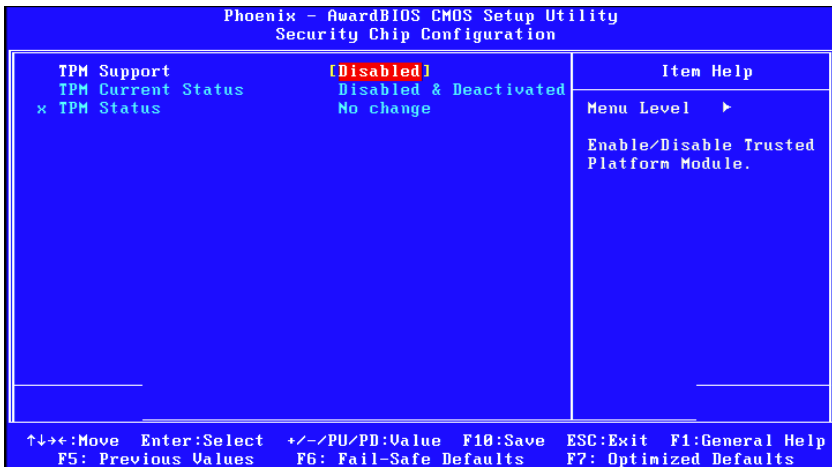 Phoenix - AwardBIOS CMOS Setup Utility
Security Chip Configuration
TPM Support [Disabled]
TPM Current Status Disabled & Deactivated
x TPM Status No change
Item Help
Menu Level ▶
Enable/Disable Trusted
Platform Module.
↑↓→←:Move Enter:Select +/-/PU/PD:Value F10:Save ESC:Exit F1:General Help
F5: Previous Values F6: Fail-Safe Defaults F7: Optimized Defaults